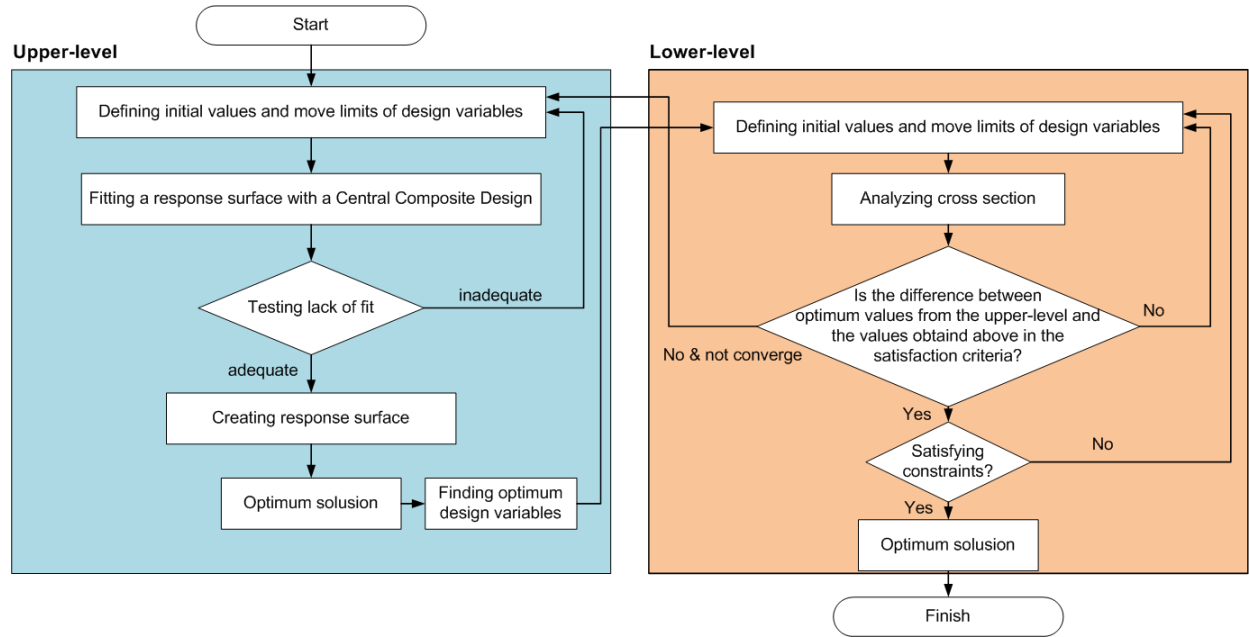 Start
Upper-level
Defining initial values and move limits of design variables
Fitting a response surface with a Central Composite Design
Testing lack of fit
inadequate
adequate
Creating response surface
Optimum solusion
Finding optimum
design variables
Lower-level
Defining initial values and move limits of design variables
Analyzing cross section
Is the difference between
optimum values from the upper-level and
the values obtaind above in the
satisfaction criteria?
No
No & not converge
Yes
Satisfying
constraints?
No
Yes
Optimum solusion
Finish